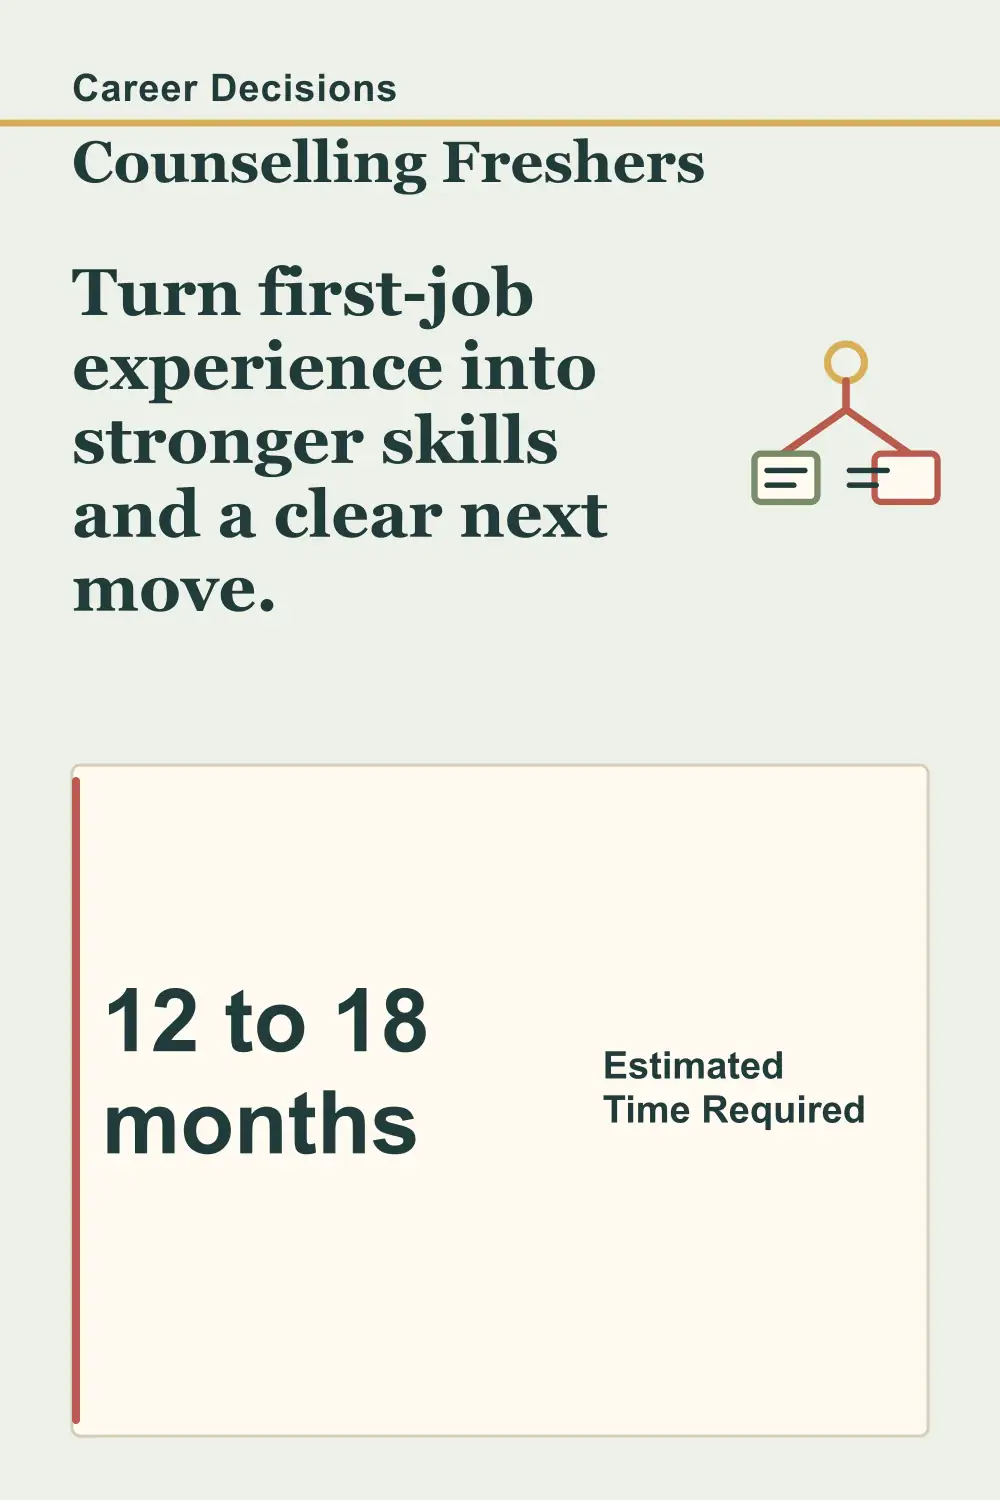 Career Decisions
Counselling Freshers
Turn first-job
experience into
stronger skills
and a clear next
move.
12 to 18
months
Estimated
Time Required